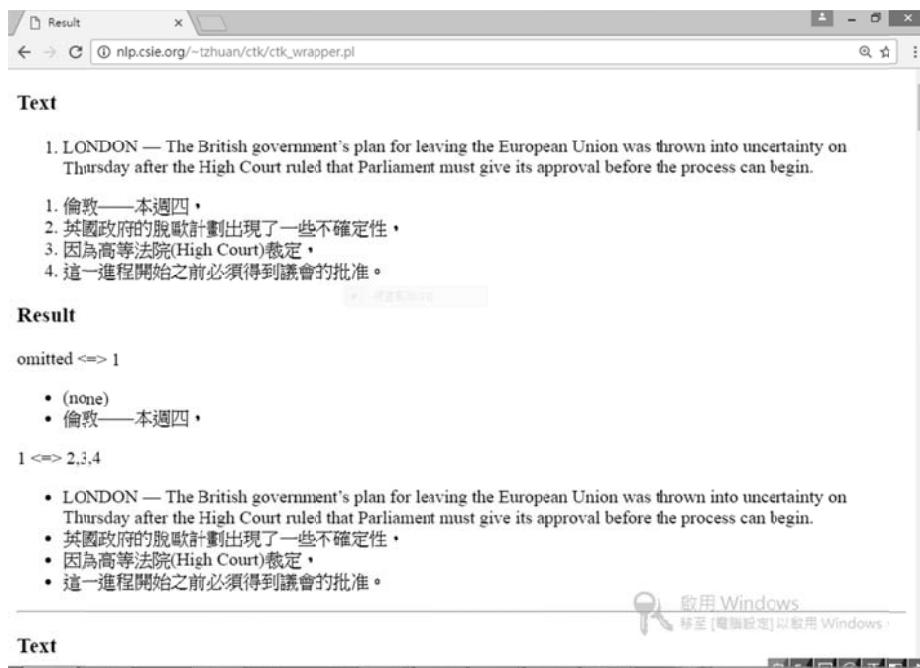 Result
nlp.csie.org/~tzhuan/ctk/ctk_wrapper.pl
Text
1. LONDON — The British government's plan for leaving the European Union was thrown into uncertainty on
Thursday after the High Court ruled that Parliament must give its approval before the process can begin.
1. 倫敦——本週四，
2. 英國政府的脫歐計劃出現了一些不確定性，
3. 因為高等法院(High Court)裁定，
4. 這一進程開始之前必須得到議會的批准。
Result
omitted <=> 1
• (none)
• 倫敦——本週四，
1 <=> 2,3,4
• LONDON — The British government's plan for leaving the European Union was thrown into uncertainty on
Thursday after the High Court ruled that Parliament must give its approval before the process can begin.
• 英國政府的脫歐計劃出現了一些不確定性，
• 因為高等法院(High Court)裁定，
• 這一進程開始之前必須得到議會的批准。
啟用 Windows
移至 [電腦設定] 以啟用 Windows。
Text